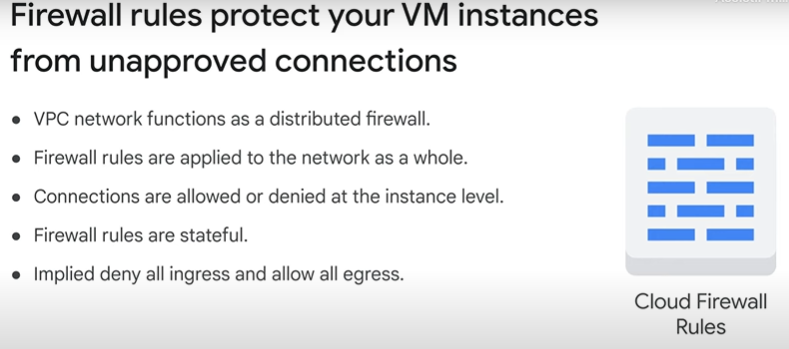 Firewall rules protect your VM instances
from unapproved connections
• VPC network functions as a distributed firewall.
• Firewall rules are applied to the network as a whole.
• Connections are allowed or denied at the instance level.
• Firewall rules are stateful.
• Implied deny all ingress and allow all egress.
Cloud Firewall
Rules